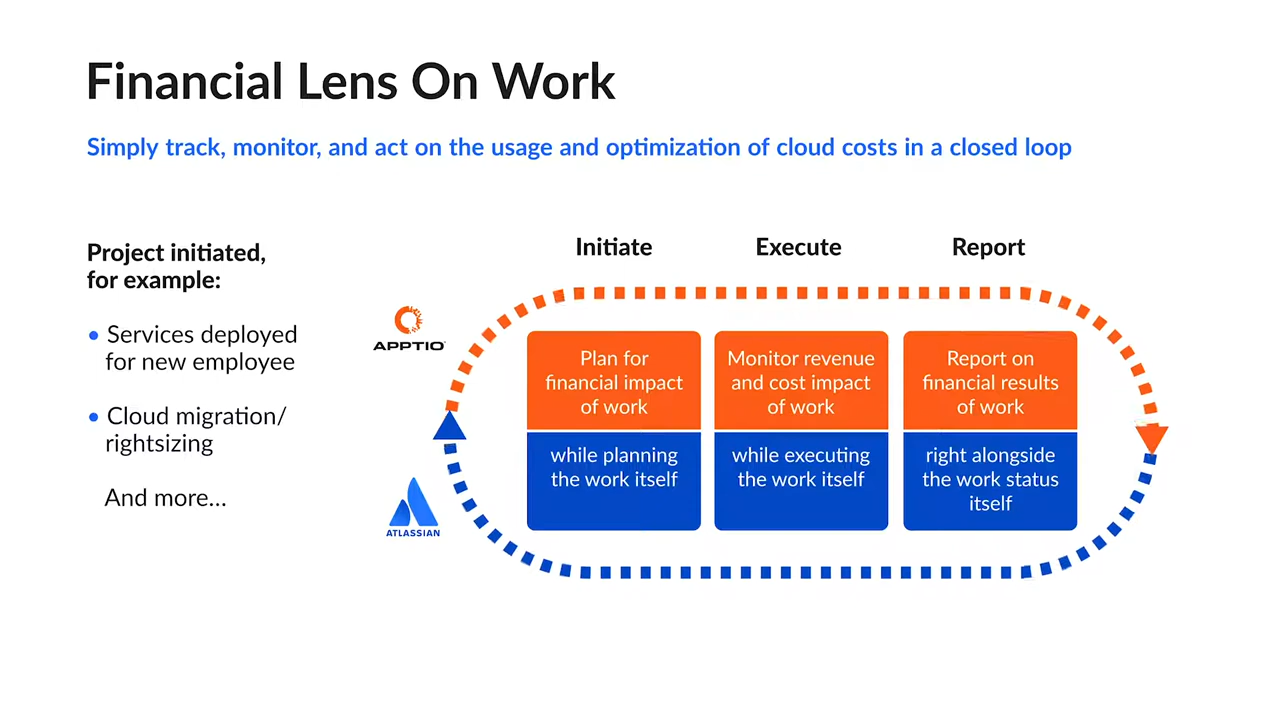 Financial Lens On Work
Simply track, monitor, and act on the usage and optimization of cloud costs in a closed loop
Project initiated,
for example:
• Services deployed
for new employee
• Cloud migration/
rightsizing
And more...
APPTIO
ATLASSIAN
Initiate
Plan for
financial impact
of work
while planning
the work itself
Execute
Monitor revenue
and cost impact
of work
while executing
the work itself
Report
Report on
financial results
of work
right alongside
the work status
itself